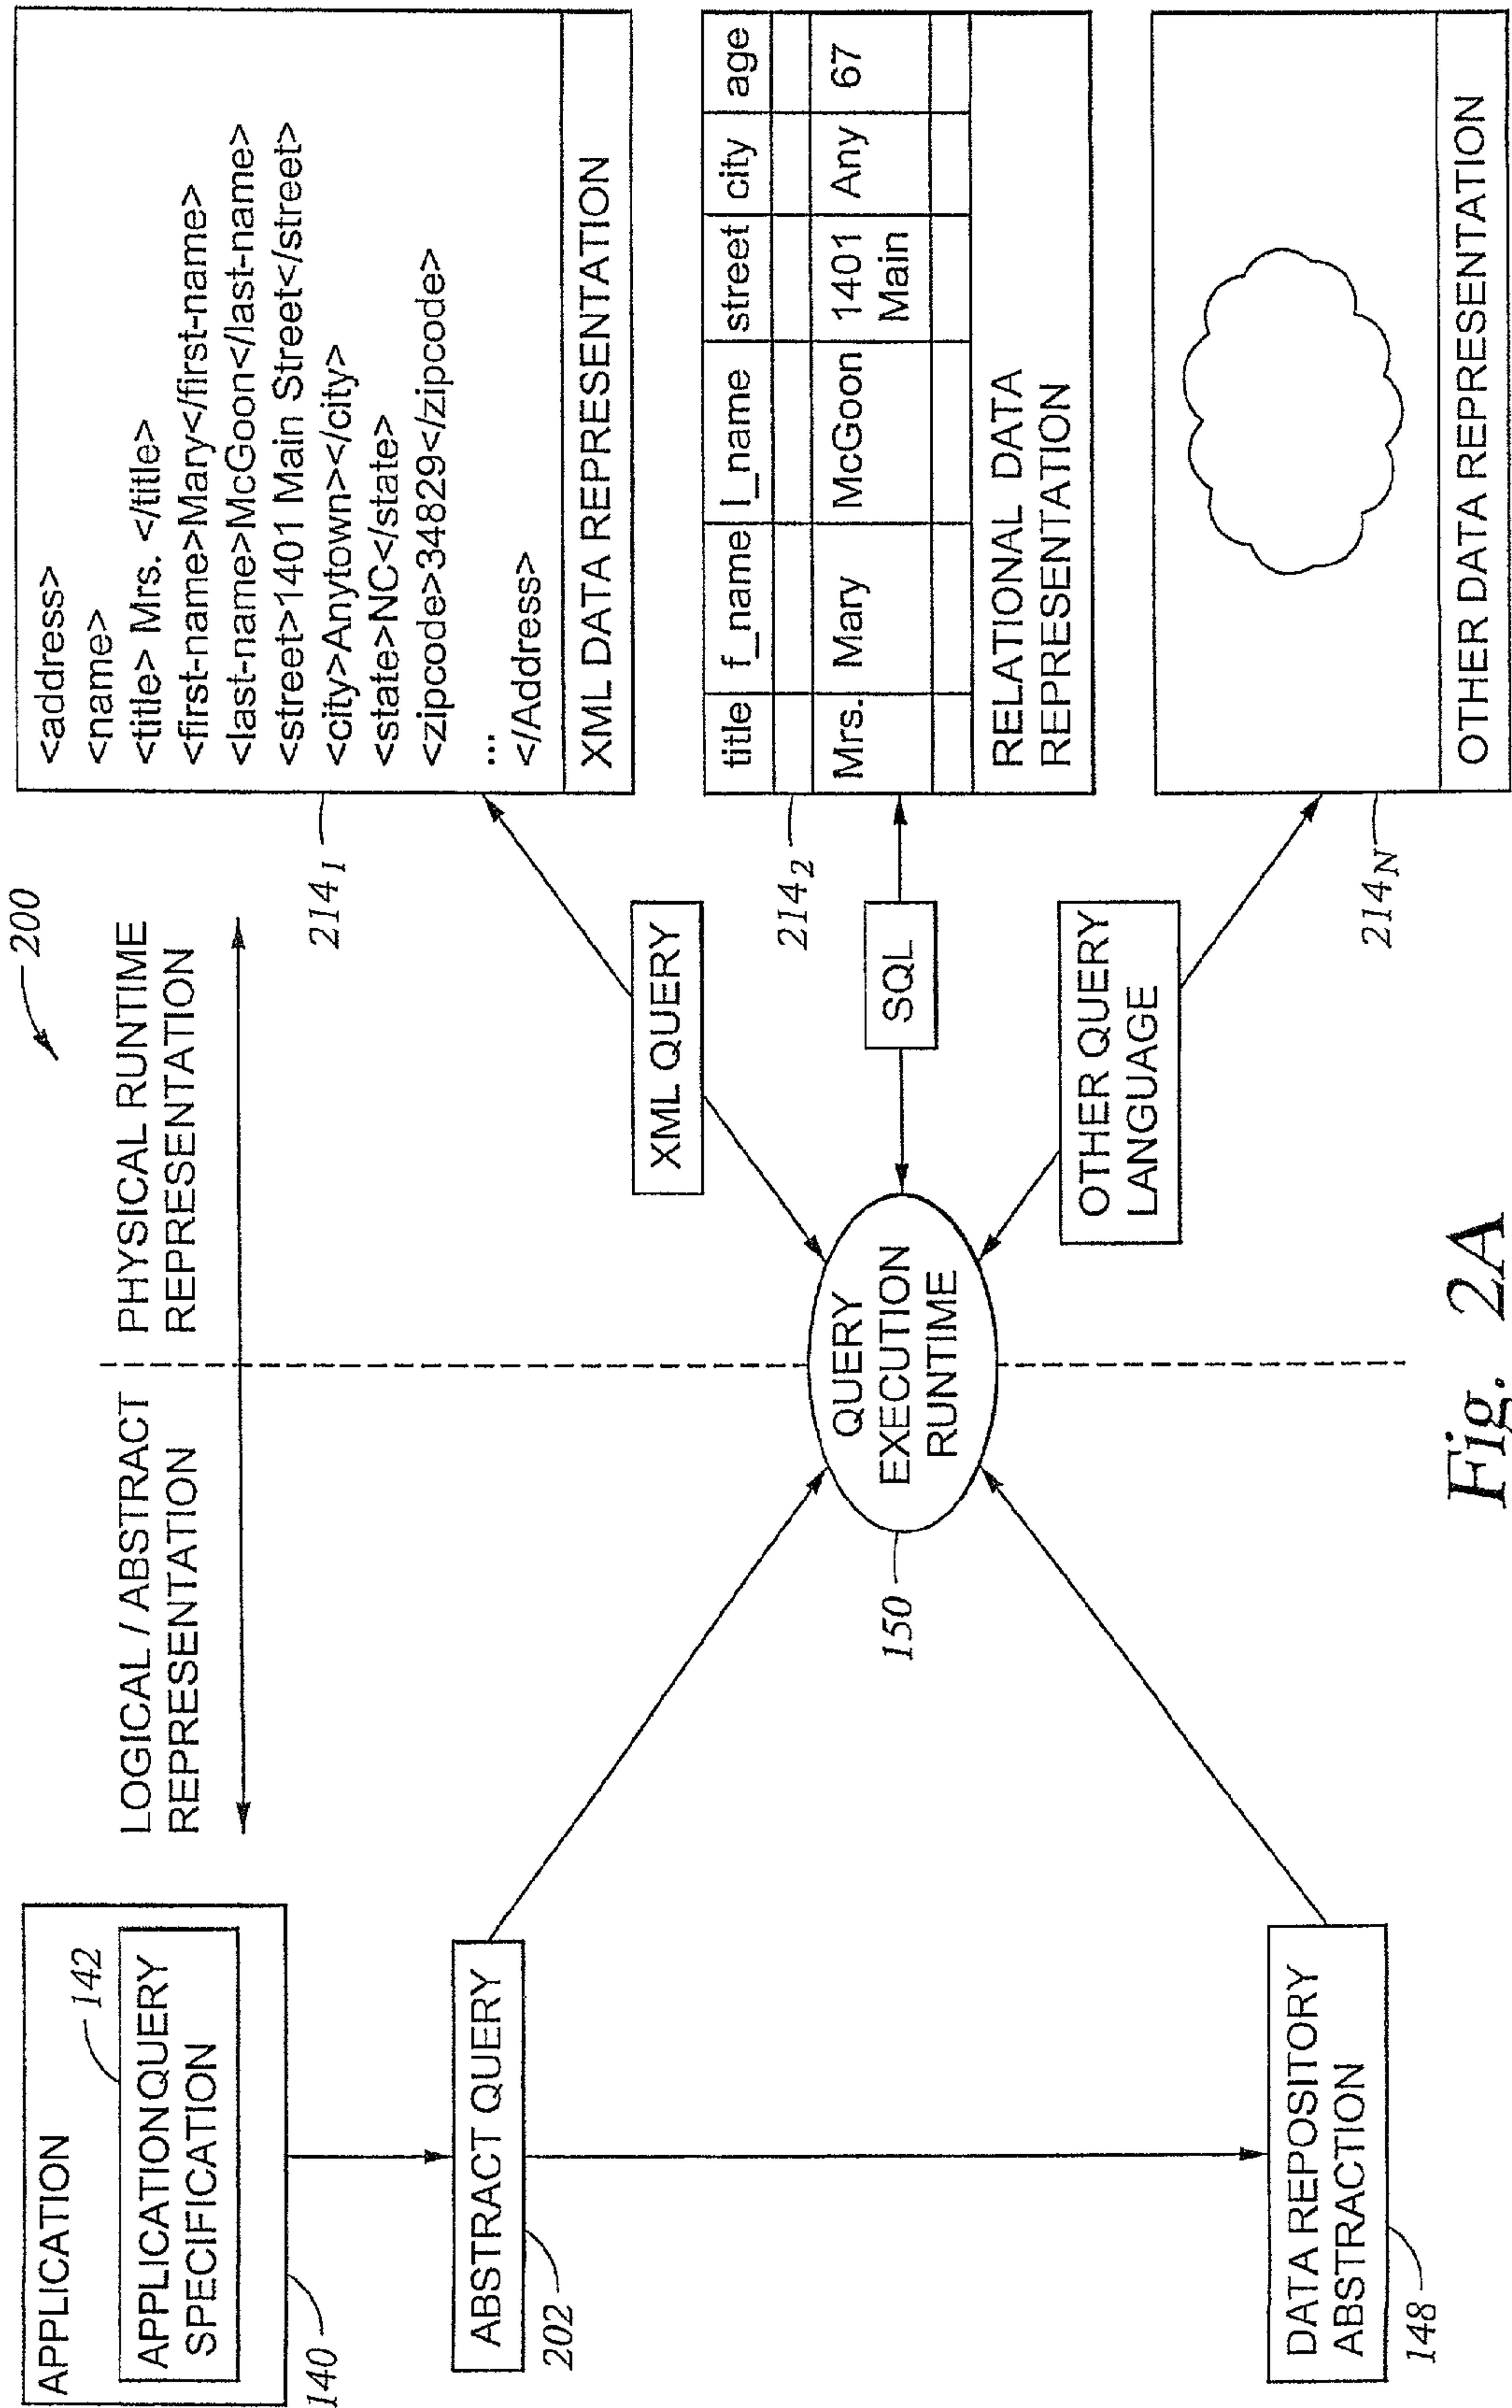 200
APPLICATION
142
APPLICATION QUERY
SPECIFICATION
140
LOGICAL / ABSTRACT
REPRESENTATION
PHYSICAL RUNTIME
REPRESENTATION
ABSTRACT QUERY
202
DATA REPOSITORY
ABSTRACTION
148
QUERY
EXECUTION
RUNTIME
150
XML QUERY
SQL
OTHER QUERY
LANGUAGE
214₁
<address>
<name>
<title> Mrs. </title>
<first-name>Mary</first-name>
<last-name>McGoon</last-name>
<street>1401 Main Street</street>
<city>Anytown></city>
<state>NC</state>
<zipcode>34829</zipcode>
...
</Address>
XML DATA REPRESENTATION
214₂
title f_name l_name street city age
Mrs. Mary McGoon 1401 Main Any 67
RELATIONAL DATA
REPRESENTATION
214N
OTHER DATA REPRESENTATION
Fig. 2A